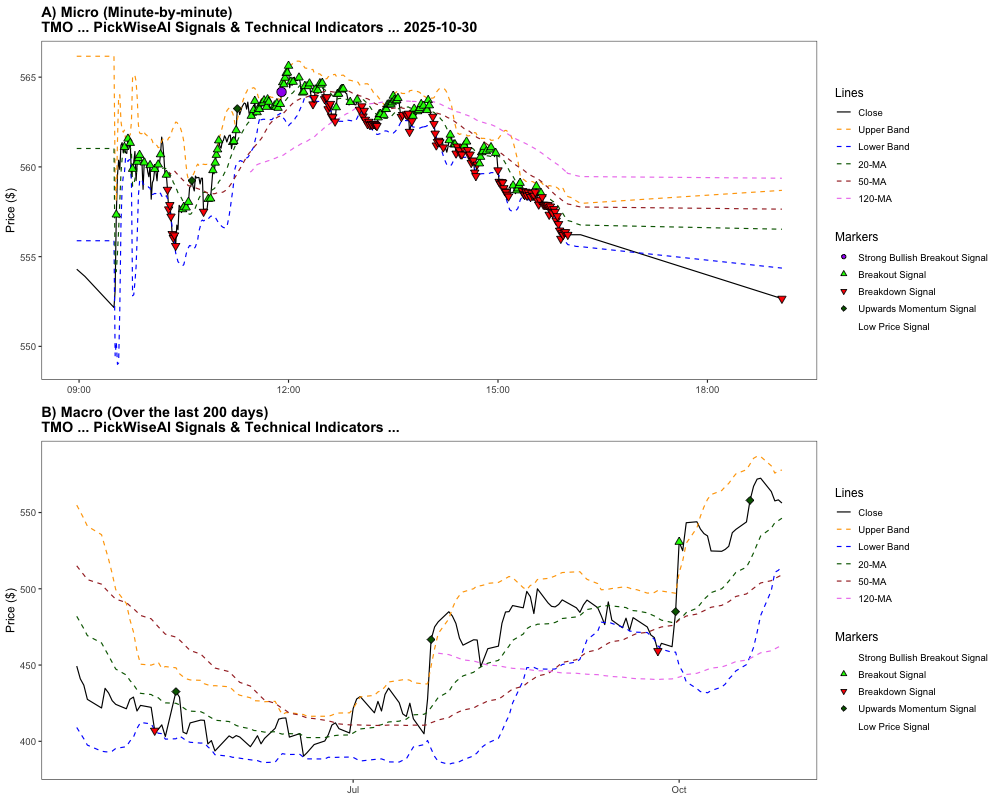 A) Micro (Minute-by-minute)
TMO ... PickWiseAI Signals & Technical Indicators ... 2025-10-30
Price ($)
565
560
555
550
09:00
12:00
15:00
18:00
Lines
Close
Upper Band
Lower Band
20-MA
50-MA
120-MA
Markers
Strong Bullish Breakout Signal
Breakout Signal
Breakdown Signal
Upwards Momentum Signal
Low Price Signal
B) Macro (Over the last 200 days)
TMO ... PickWiseAI Signals & Technical Indicators ...
Price ($)
550
500
450
400
Jul
Oct
Lines
Close
Upper Band
Lower Band
20-MA
50-MA
120-MA
Markers
Strong Bullish Breakout Signal
Breakout Signal
Breakdown Signal
Upwards Momentum Signal
Low Price Signal